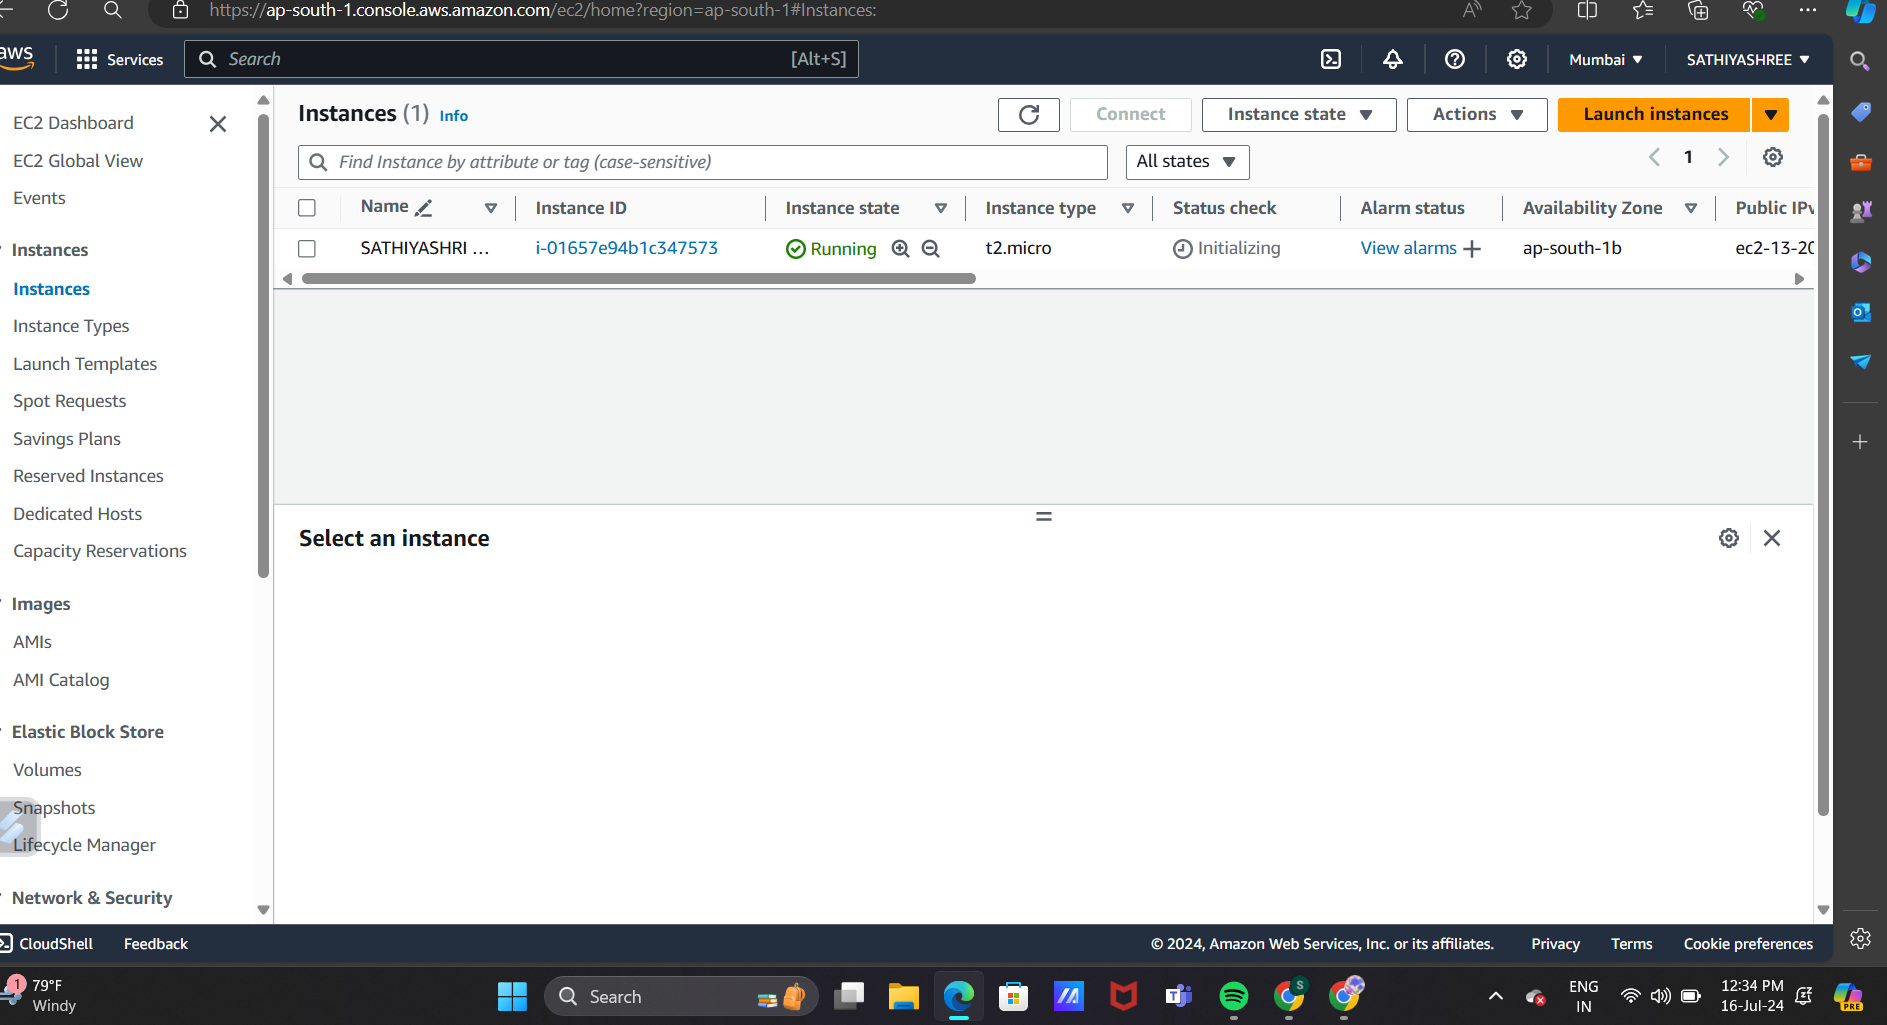 https://ap-south-1.console.aws.amazon.com/ec2/home?region=ap-south-1#Instances:
aws
Services
Search
[Alt+S]
Mumbai
SATHIYASHREE
EC2 Dashboard
EC2 Global View
Events
Instances
Instances
Instance Types
Launch Templates
Spot Requests
Savings Plans
Reserved Instances
Dedicated Hosts
Capacity Reservations
Images
AMIs
AMI Catalog
Elastic Block Store
Volumes
Snapshots
Lifecycle Manager
Network & Security
Instances (1) Info
Connect
Instance state
Actions
Launch instances
Find Instance by attribute or tag (case-sensitive)
All states
1
Name
Instance ID
Instance state
Instance type
Status check
Alarm status
Availability Zone
Public IPv
SATHIYASHRI ...
i-01657e94b1c347573
Running
t2.micro
Initializing
View alarms
ap-south-1b
ec2-13-20
Select an instance
CloudShell
Feedback
© 2024, Amazon Web Services, Inc. or its affiliates.
Privacy
Terms
Cookie preferences
1
79°F
Windy
Search
S
ENG
IN
12:34 PM
16-Jul-24
PRE